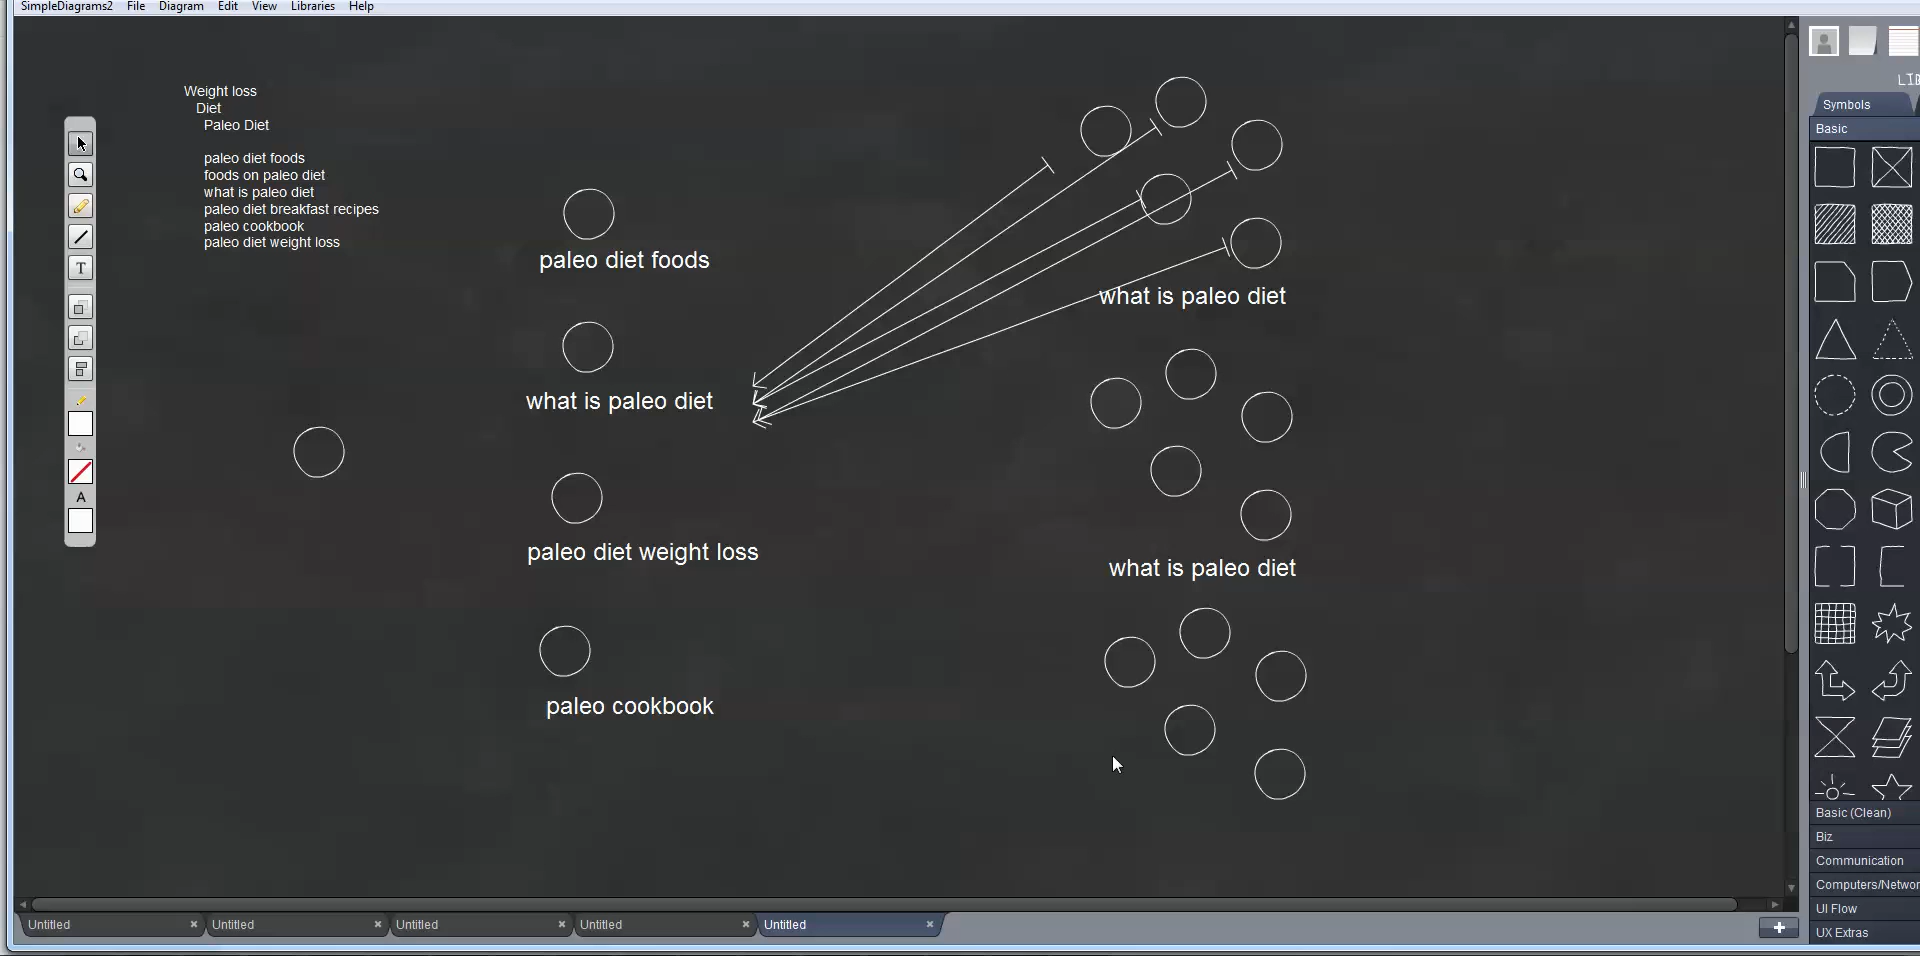 SimpleDiagrams2 File Diagram Edit View Libraries Help
Weight loss
Diet
Paleo Diet
paleo diet foods
foods on paleo diet
what is paleo diet
paleo diet breakfast recipes
paleo cookbook
paleo diet weight loss
paleo diet foods
what is paleo diet
paleo diet weight loss
paleo cookbook
what is paleo diet
what is paleo diet
T
A
Symbols
Basic
Basic (Clean)
Biz
Communication
UI Flow
UX Extras
Untitled Untitled Untitled Untitled Untitled